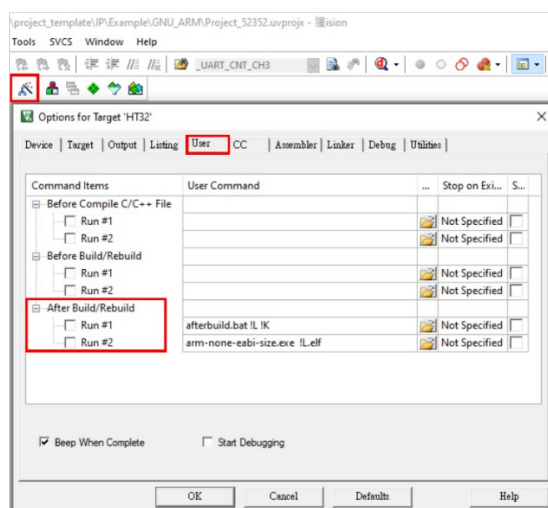 \project_template\IP\Example\GNU_ARM\Project_52352.uvprojx - 礦ision
Tools SVCS Window Help
_UART_CNT_CH3
Options for Target 'HT32'
Device Target Output Listing User CC Assembler Linker Debug Utilities
Command Items User Command ... Stop on Exi... S...
Before Compile C/C++ File
Run #1 Not Specified
Run #2 Not Specified
Before Build/Rebuild
Run #1 Not Specified
Run #2 Not Specified
After Build/Rebuild
Run #1 afterbuild.bat !L !K Not Specified
Run #2 arm-none-eabi-size.exe !L.elf Not Specified
Beep When Complete Start Debugging
OK Cancel Defaults Help